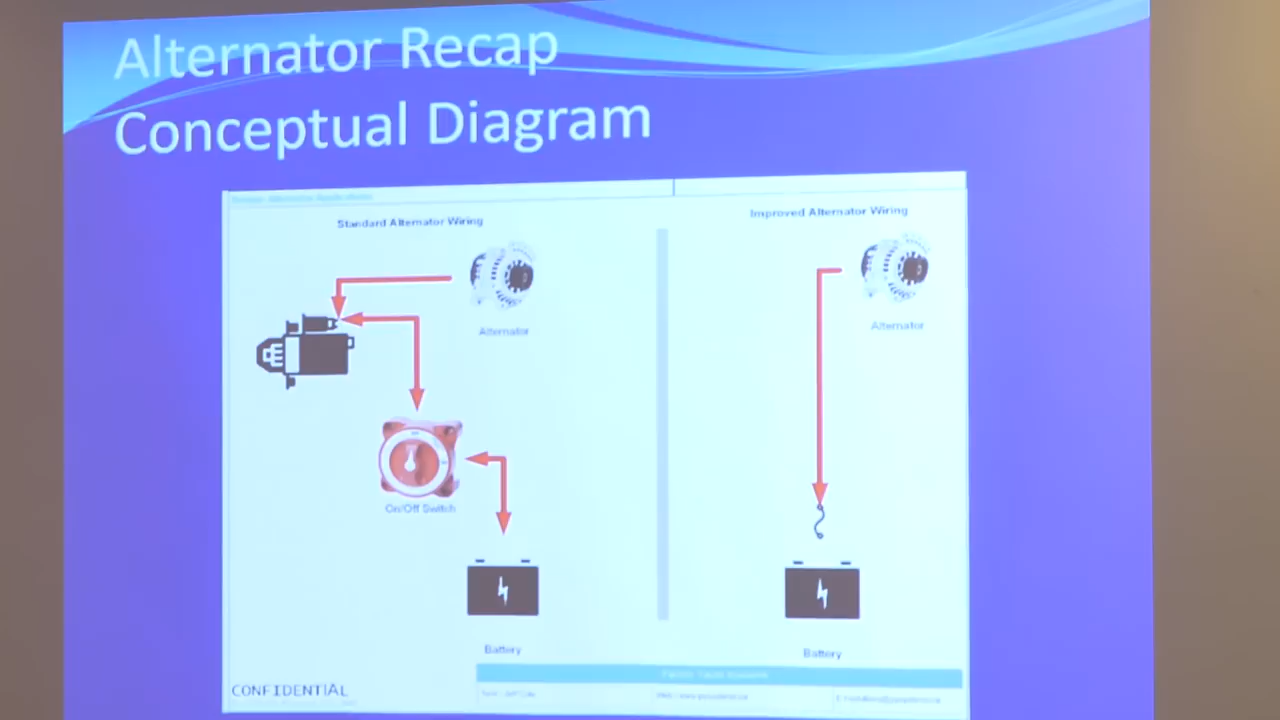 Alternator Recap
Conceptual Diagram
Standard Alternator Wiring
Improved Alternator Wiring
Alternator
Alternator
On/Off Switch
Battery
Battery
CONFIDENTIAL